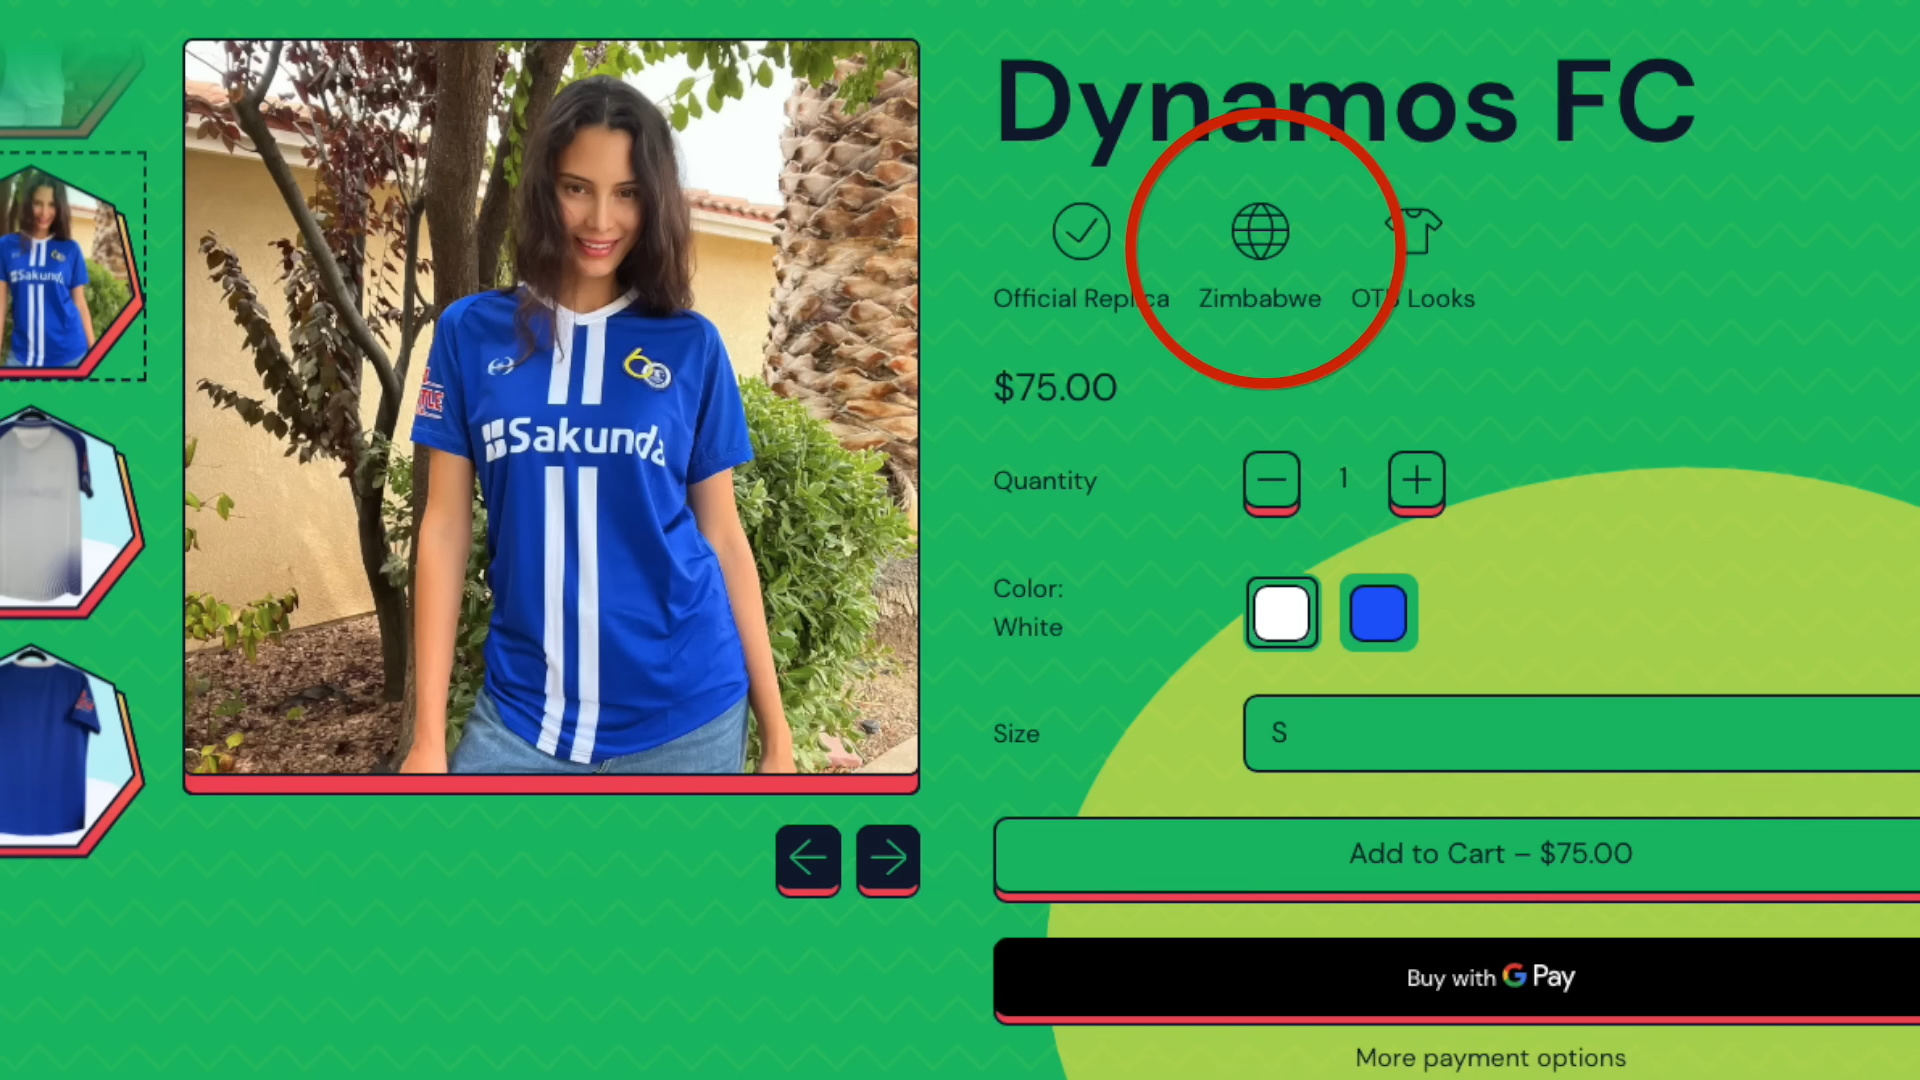 Dynamos FC
Official Replica
Zimbabwe
OTB Looks
$75.00
Sakunda
Quantity
1
Color:
White
Size
S
Add to Cart – $75.00
Buy with G Pay
More payment options